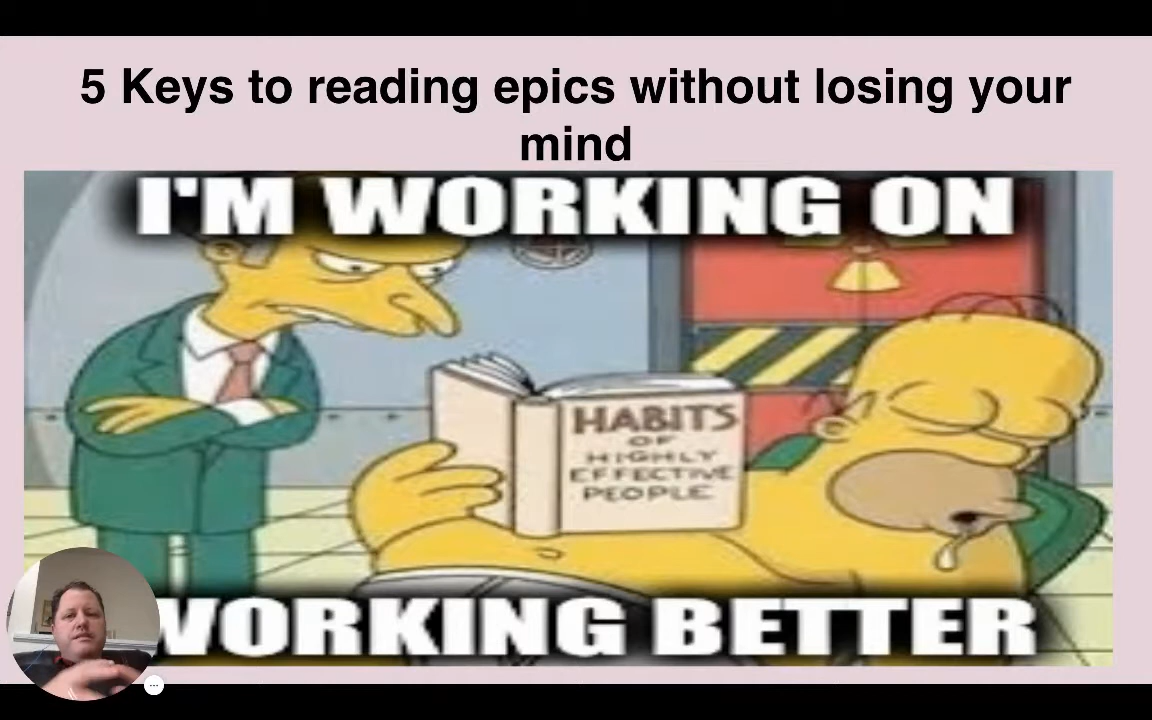 5 Keys to reading epics without losing your
mind
I'M WORKING ON
HABITS
OF
HIGHLY
EFFECTIVE
PEOPLE
WORKING BETTER